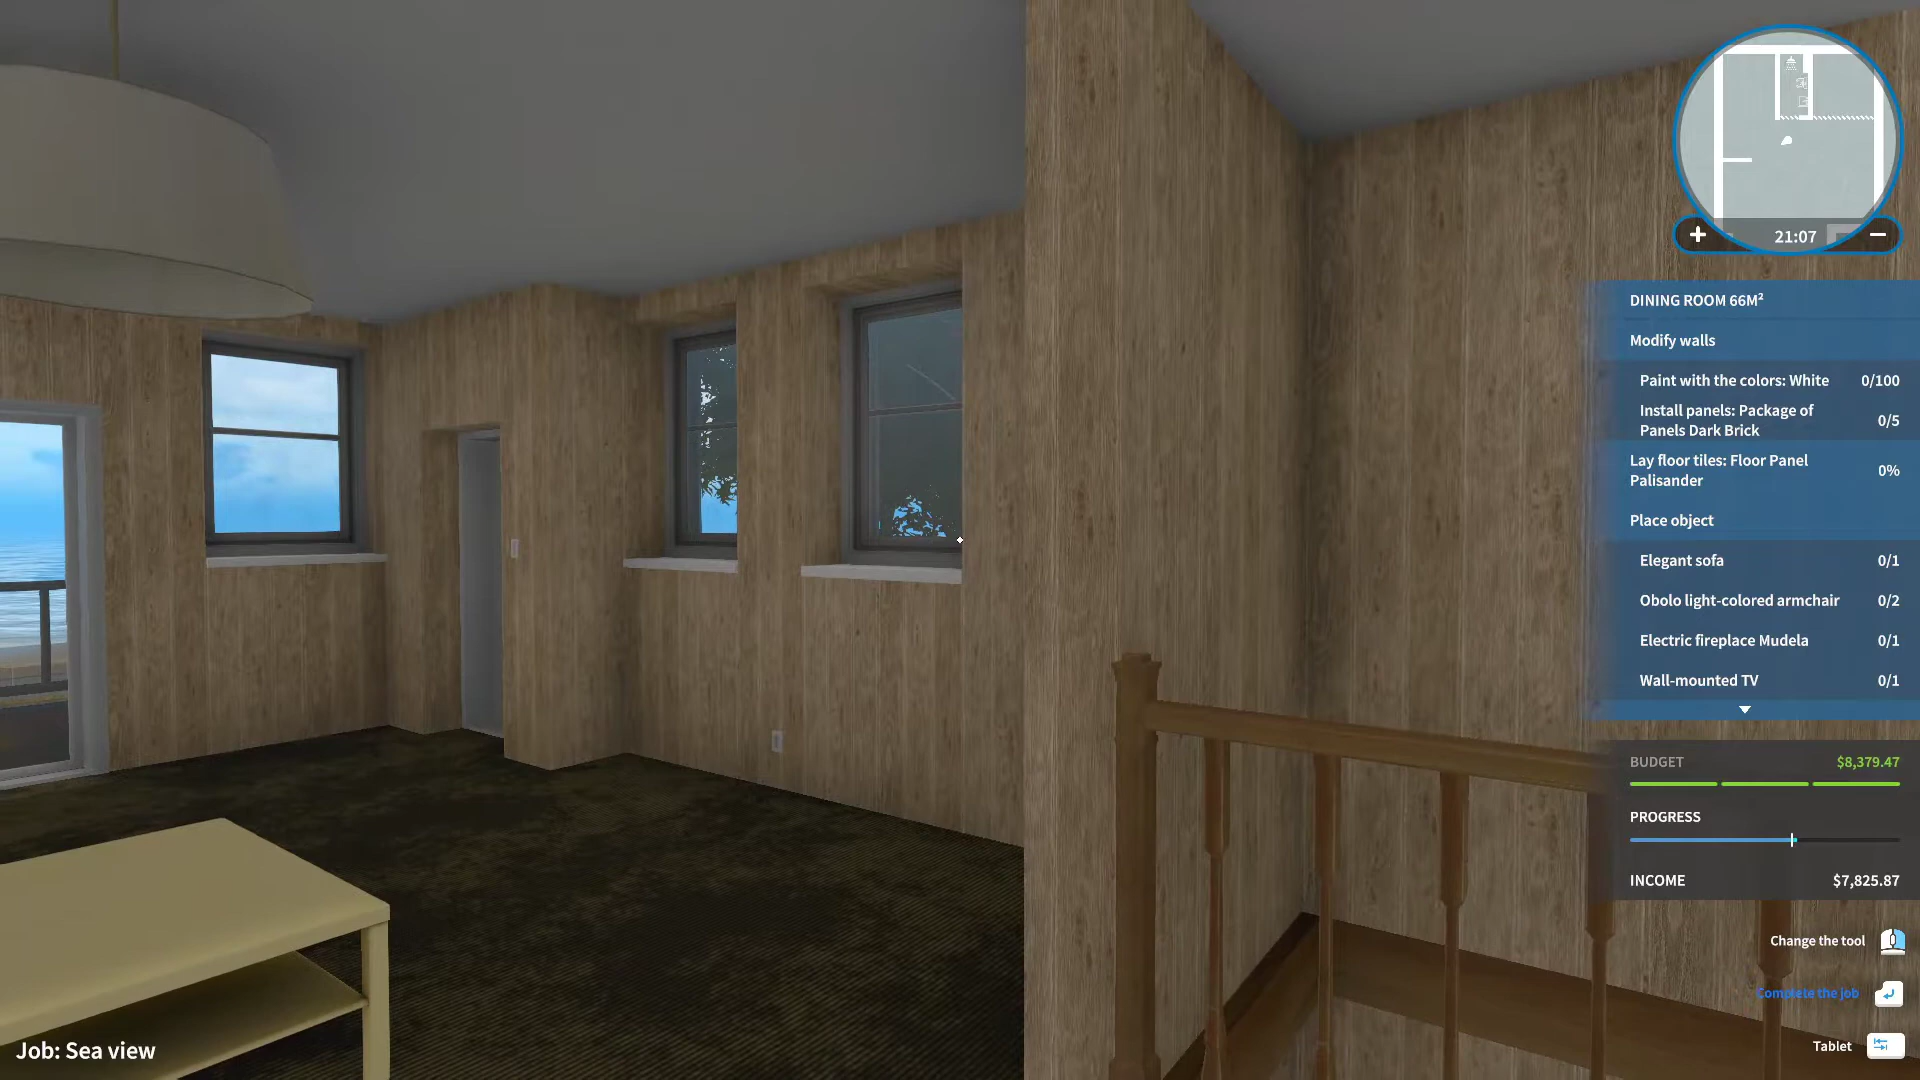 21:07
DINING ROOM 66M²
Modify walls
Paint with the colors: White 0/100
Install panels: Package of
Panels Dark Brick 0/5
Lay floor tiles: Floor Panel
Palisander 0%
Place object
Elegant sofa 0/1
Obolo light-colored armchair 0/2
Electric fireplace Mudela 0/1
Wall-mounted TV 0/1
BUDGET $8,379.47
PROGRESS
INCOME $7,825.87
Change the tool
Complete the job
Tablet
Job: Sea view